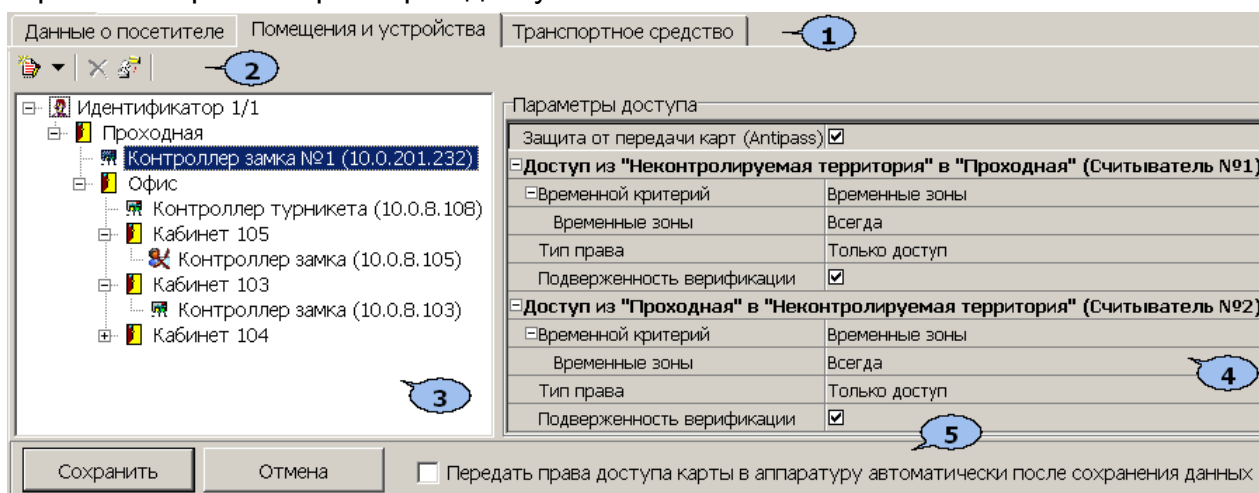 Данные о посетителе Помещения и устройства Транспортное средство 1
2
Идентификатор 1/1
Проходная
Контроллер замка №1 (10.0.201.232)
Офис
Контроллер турникета (10.0.8.108)
Кабинет 105
Контроллер замка (10.0.8.105)
Кабинет 103
Контроллер замка (10.0.8.103)
Кабинет 104
3
Параметры доступа
Защита от передачи карт (Antipass)
Доступ из "Неконтролируемая территория" в "Проходная" (Считыватель №1)
Временной критерий Временные зоны
Временные зоны Всегда
Тип права Только доступ
Подверженность верификации
Доступ из "Проходная" в "Неконтролируемая территория" (Считыватель №2)
Временной критерий Временные зоны
Временные зоны Всегда
4
Тип права Только доступ
Подверженность верификации
5
Сохранить Отмена Передать права доступа карты в аппаратуру автоматически после сохранения данных